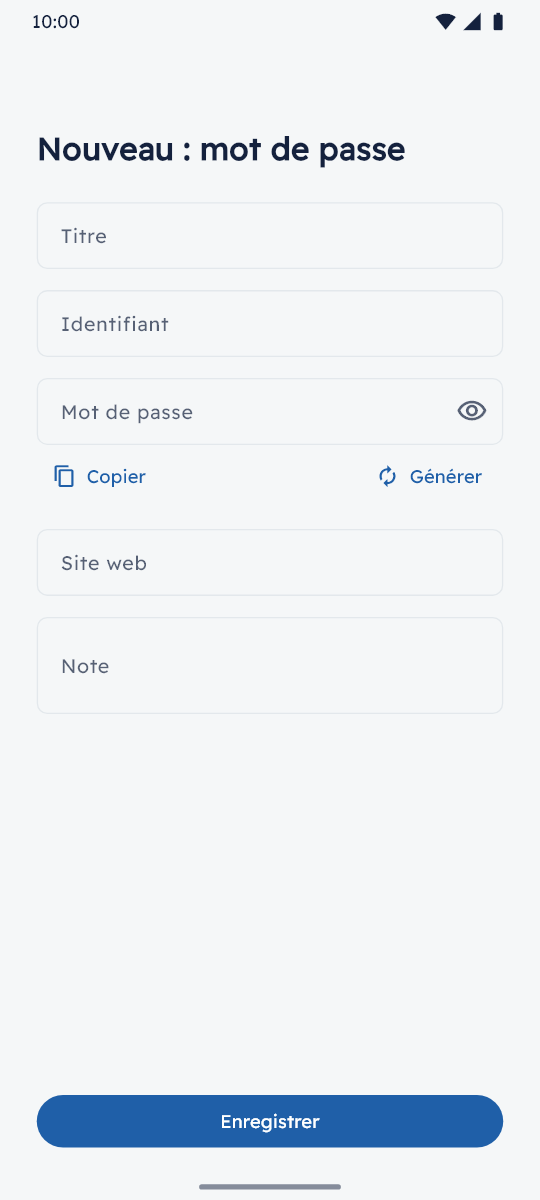 10:00
Nouveau : mot de passe
Titre
Identifiant
Mot de passe
Copier
Générer
Site web
Note
Enregistrer